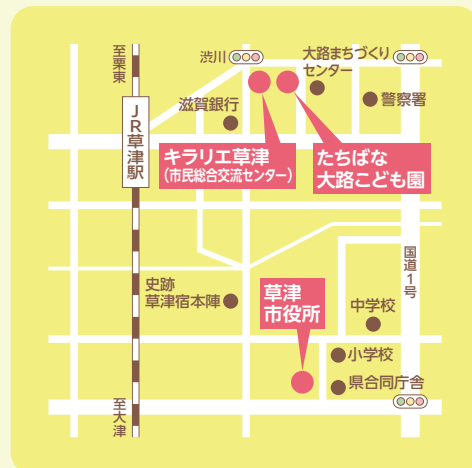 至栗東
渋川
大路まちづくり
センター
滋賀銀行
警察署
JR草津駅
キラリエ草津
(市民総合交流センター)
たちばな
大路こども園
国道1号
史跡
草津宿本陣
草津
市役所
中学校
小学校
県合同庁舎
至大津